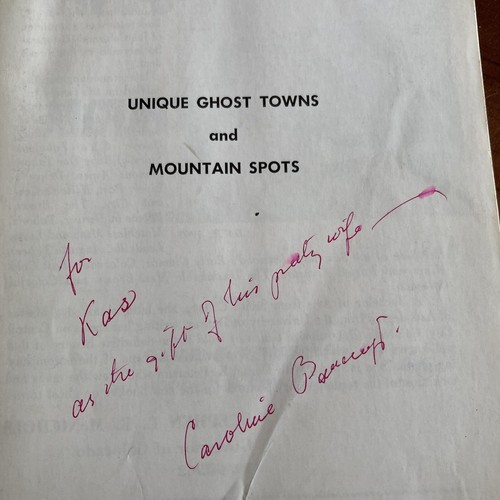 UNIQUE GHOST TOWNS
and
MOUNTAIN SPOTS
for
Kas
as the gift of his pretty wife —
Caroline Bancroft.